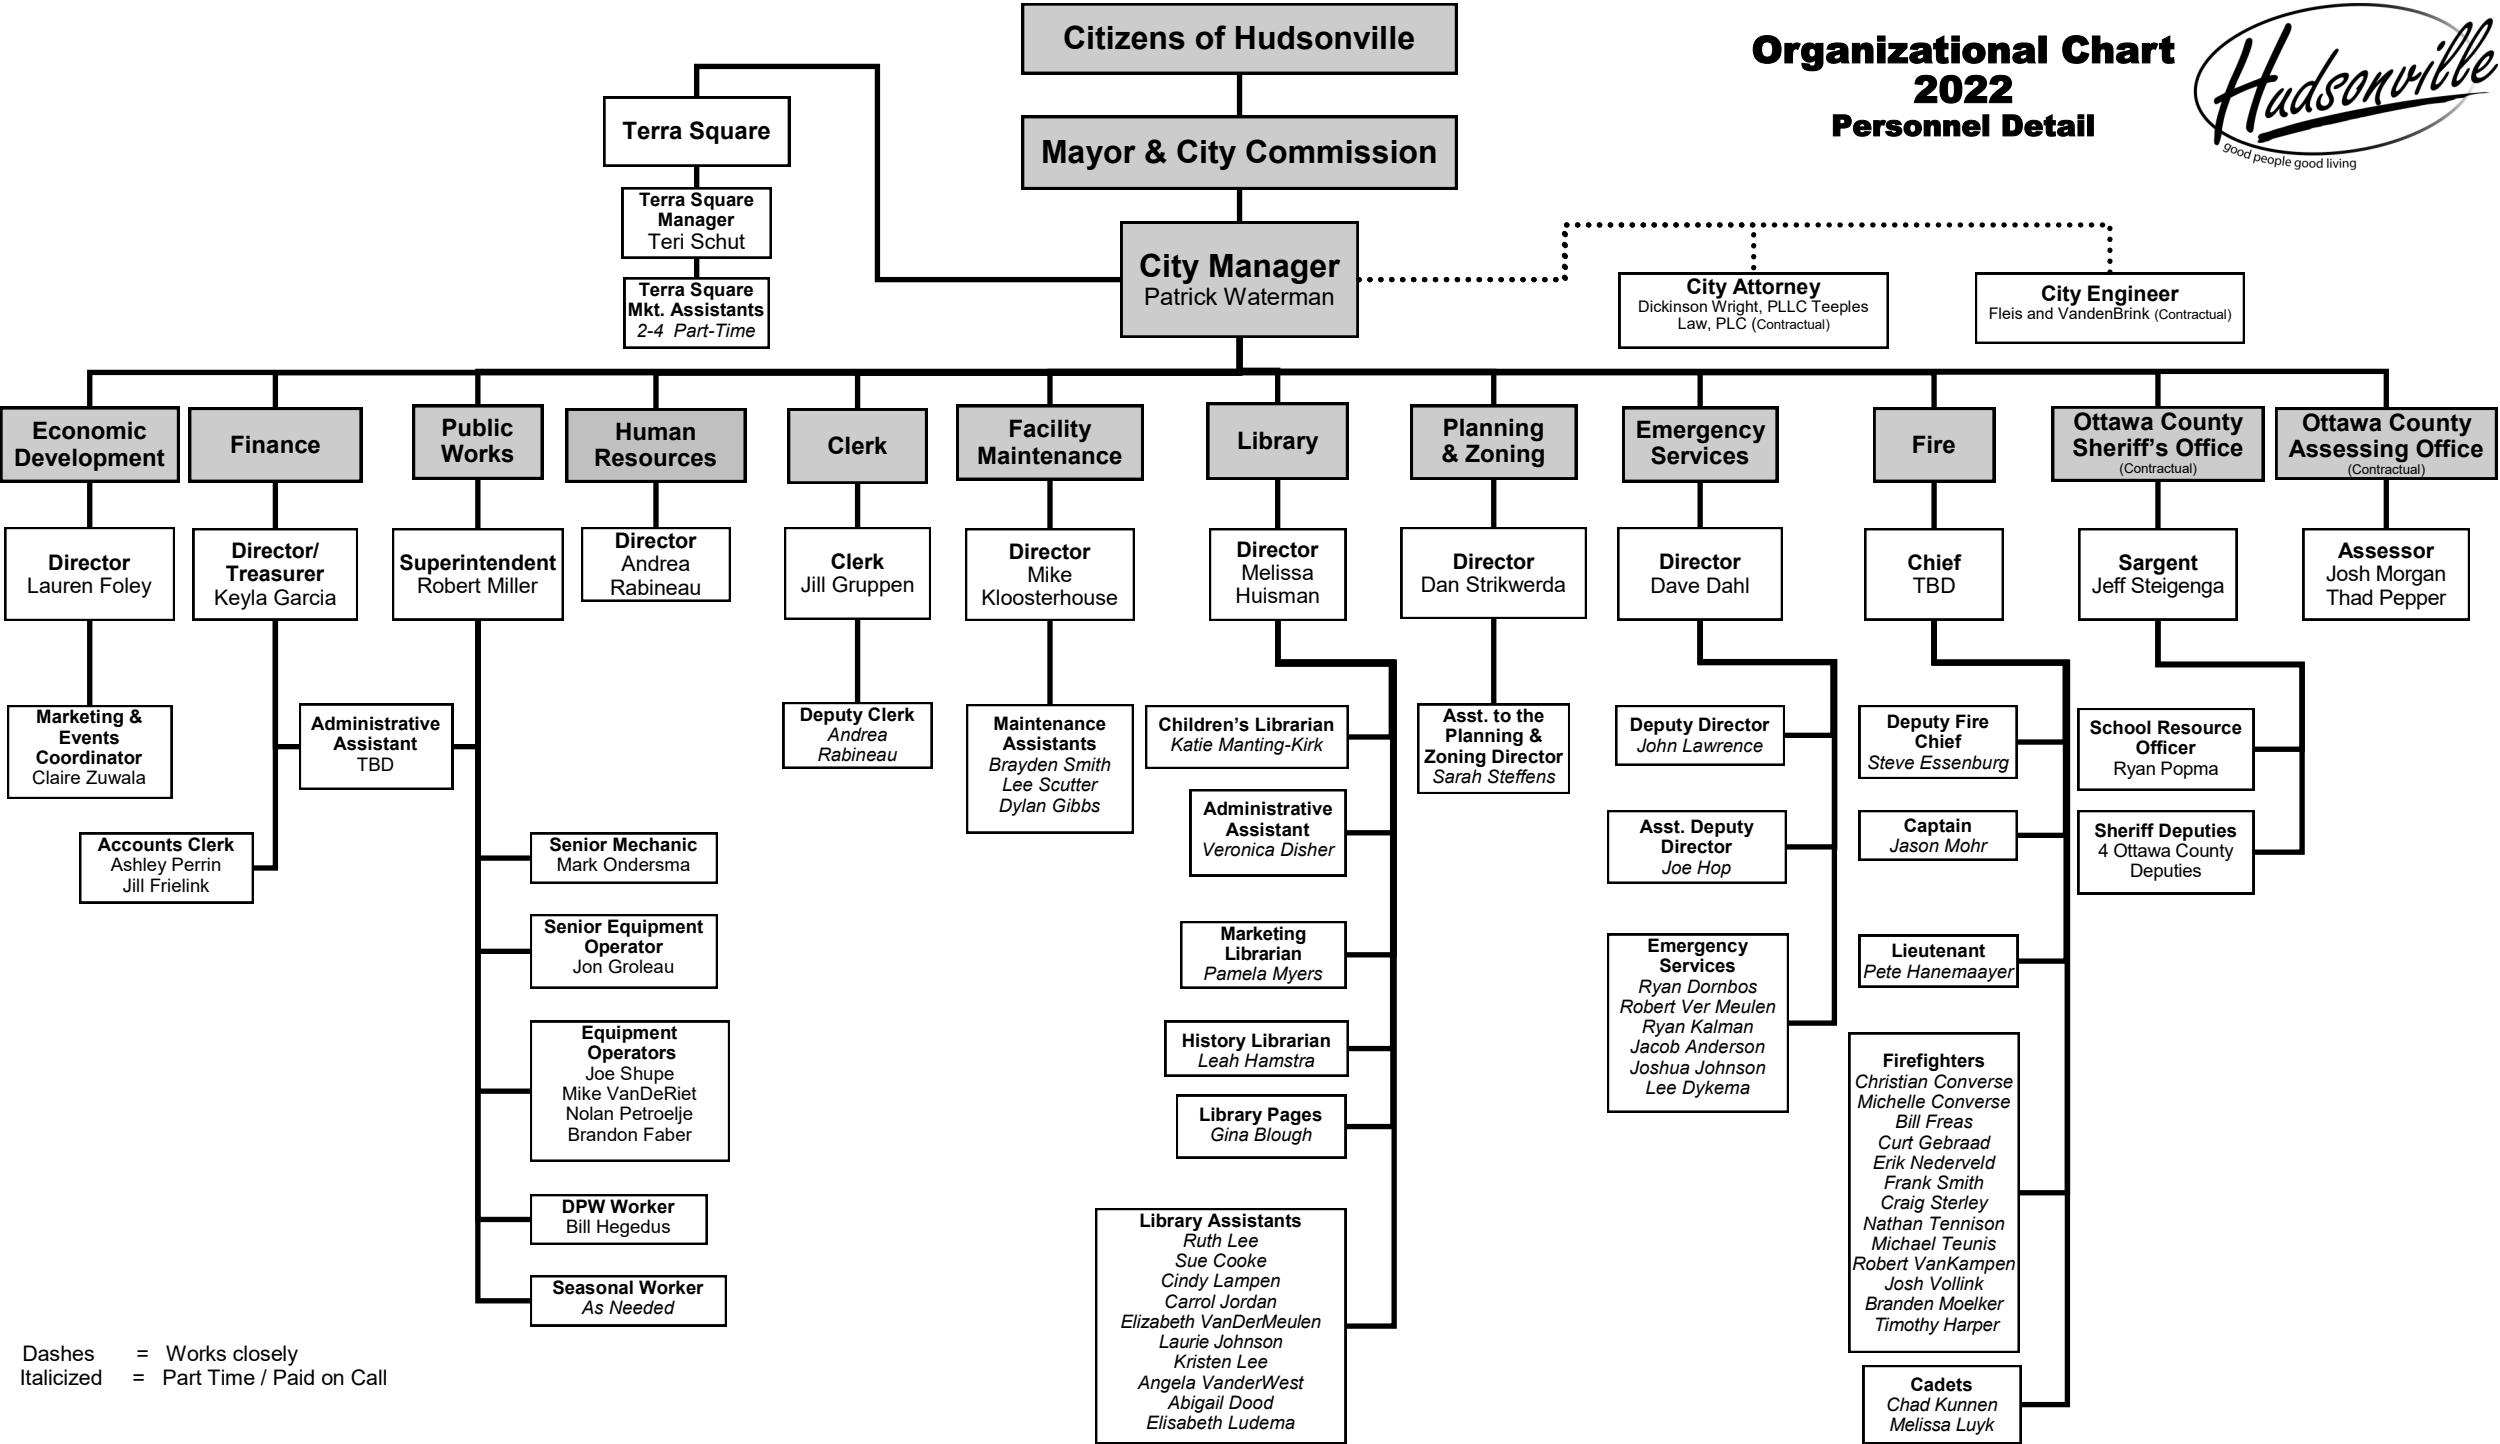 Citizens of Hudsonville
Organizational Chart
2022
Personnel Detail
Hudsonville
good people good living
Mayor & City Commission
City Manager
Patrick Waterman
Terra Square
Terra Square
Manager
Teri Schut
Terra Square
Mkt. Assistants
2-4 Part-Time
City Attorney
Dickinson Wright, PLLC Teeples
Law, PLC (Contractual)
City Engineer
Fleis and VandenBrink (Contractual)
Economic
Development
Director
Lauren Foley
Marketing &
Events
Coordinator
Claire Zuwala
Finance
Director/
Treasurer
Keyla Garcia
Administrative
Assistant
TBD
Accounts Clerk
Ashley Perrin
Jill Frielink
Public
Works
Superintendent
Robert Miller
Senior Mechanic
Mark Ondersma
Senior Equipment
Operator
Jon Groleau
Equipment
Operators
Joe Shupe
Mike VanDeRiet
Nolan Petroelje
Brandon Faber
DPW Worker
Bill Hegedus
Seasonal Worker
As Needed
Human
Resources
Director
Andrea
Rabineau
Clerk
Clerk
Jill Gruppen
Deputy Clerk
Andrea
Rabineau
Facility
Maintenance
Director
Mike
Kloosterhouse
Maintenance
Assistants
Brayden Smith
Lee Scutter
Dylan Gibbs
Library
Director
Melissa
Huisman
Children’s Librarian
Katie Manting-Kirk
Administrative
Assistant
Veronica Disher
Marketing
Librarian
Pamela Myers
History Librarian
Leah Hamstra
Library Pages
Gina Blough
Library Assistants
Ruth Lee
Sue Cooke
Cindy Lampen
Carrol Jordan
Elizabeth VanDerMeulen
Laurie Johnson
Kristen Lee
Angela VanderWest
Abigail Dood
Elisabeth Ludema
Planning
& Zoning
Director
Dan Strikwerda
Asst. to the
Planning &
Zoning Director
Sarah Steffens
Emergency
Services
Director
Dave Dahl
Deputy Director
John Lawrence
Asst. Deputy
Director
Joe Hop
Emergency
Services
Ryan Dornbos
Robert Ver Meulen
Ryan Kalman
Jacob Anderson
Joshua Johnson
Lee Dykema
Fire
Chief
TBD
Deputy Fire
Chief
Steve Essenburg
Captain
Jason Mohr
Lieutenant
Pete Hanemaayer
Firefighters
Christian Converse
Michelle Converse
Bill Freas
Curt Gebraad
Erik Nederveld
Frank Smith
Craig Sterley
Nathan Tennison
Michael Teunis
Robert VanKampen
Josh Vollink
Branden Moelker
Timothy Harper
Cadets
Chad Kunnen
Melissa Luyk
Ottawa County
Sheriff’s Office
(Contractual)
Sargent
Jeff Steigenga
School Resource
Officer
Ryan Popma
Sheriff Deputies
4 Ottawa County
Deputies
Ottawa County
Assessing Office
(Contractual)
Assessor
Josh Morgan
Thad Pepper
Dashes = Works closely
Italicized = Part Time / Paid on Call